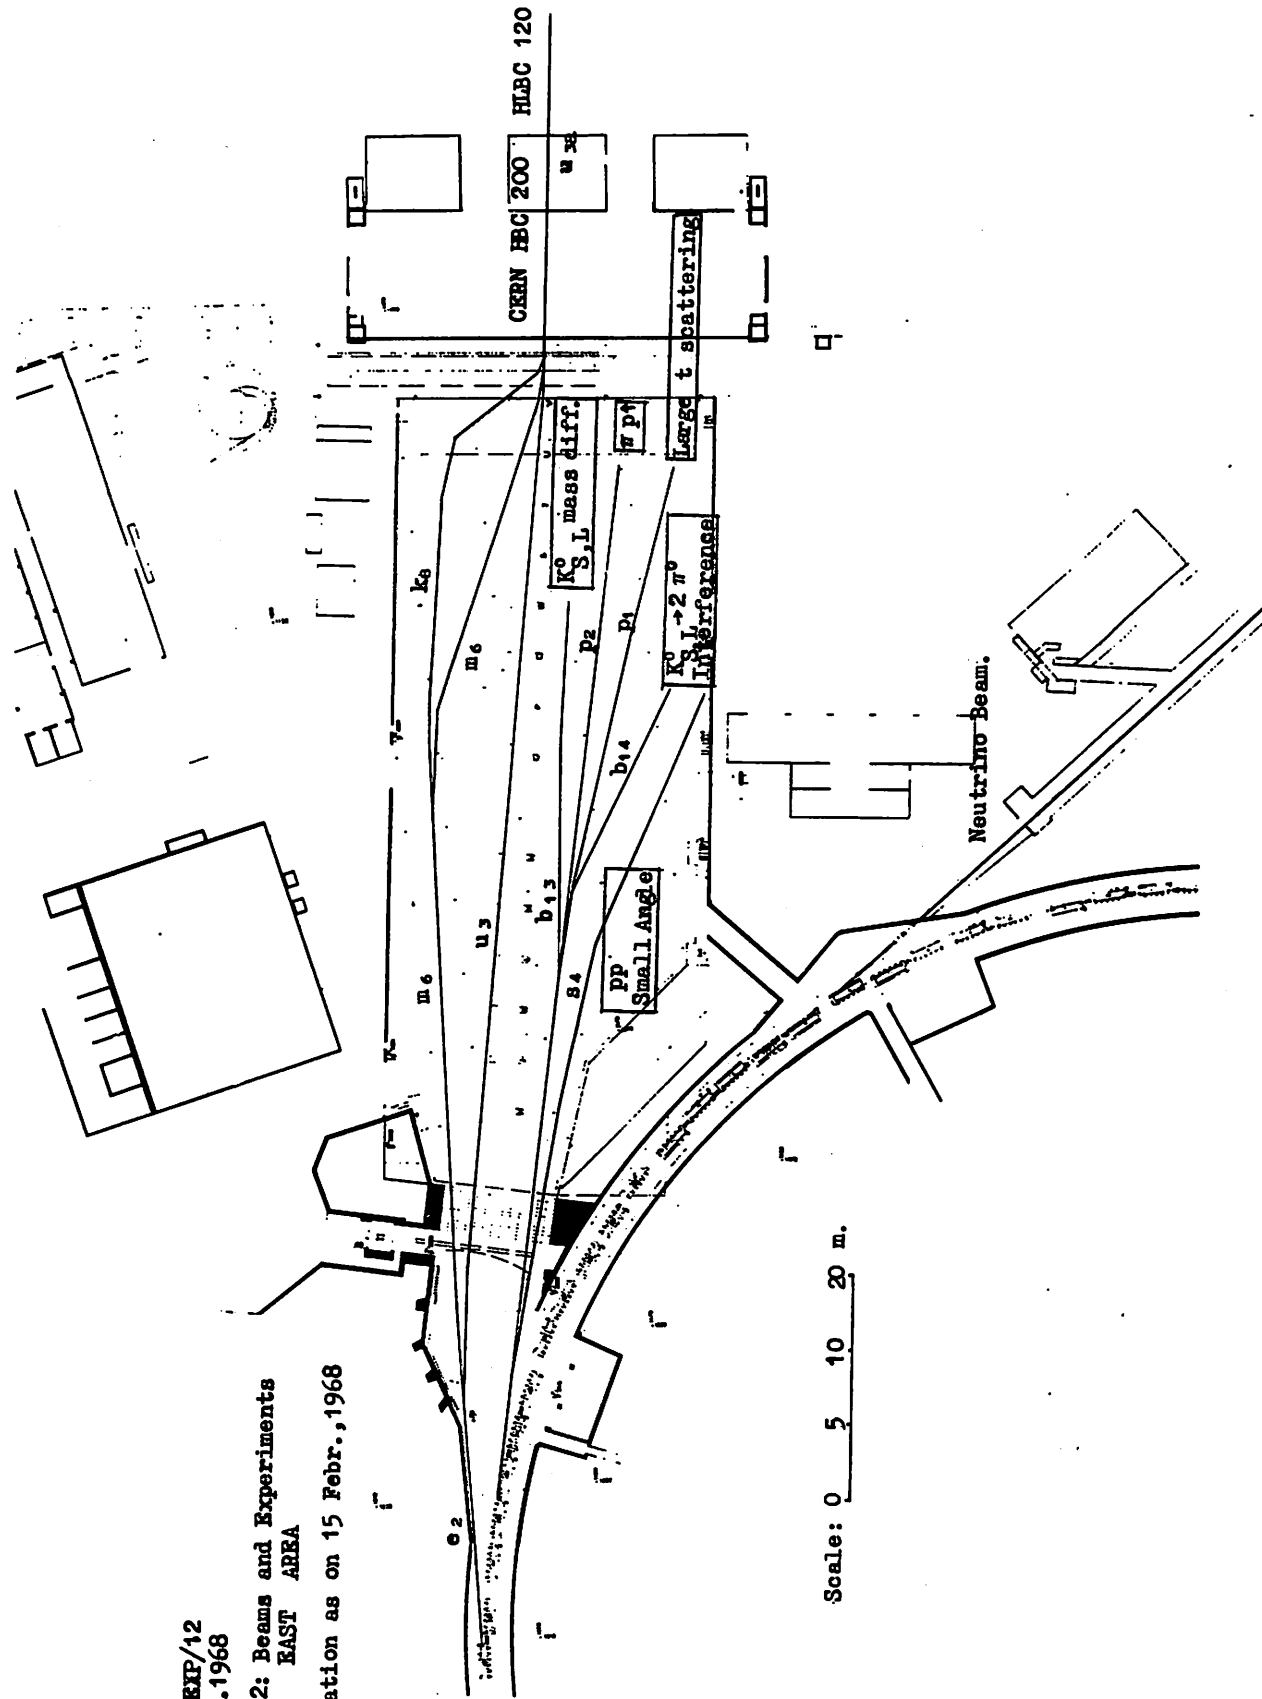 EXP/12
.1968
2: Beams and Experiments
EAST AREA
ation as on 15 Febr.,1968
CERN HBC 200 HLBC 120
u 38
K⁰S,L mass diff.
π p↑
Large t scattering
K⁰S,L→2 π⁰
Interference
pp
Small Angle
k8
m6
m6
u3
b13
p2
p1
b14
s4
e2
Neutrino Beam.
Scale: 0 5 10 20 m.